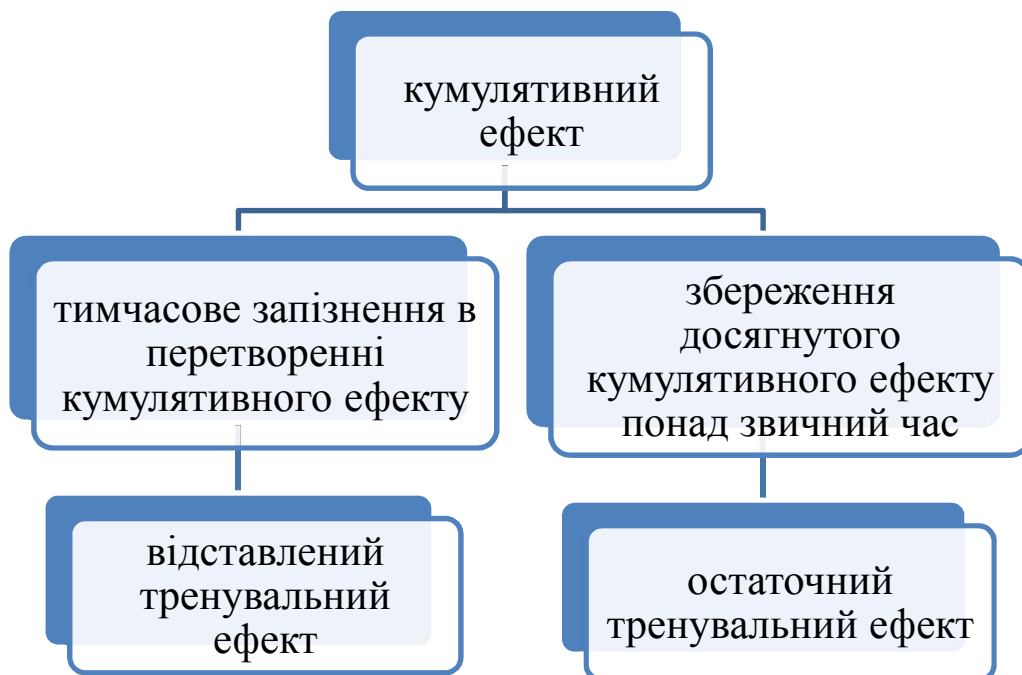 кумулятивний
ефект
тимчасове запізнення в
перетворенні
кумулятивного ефекту
збереження
досягнутого
кумулятивного ефекту
понад звичний час
відставлений
тренувальний
ефект
остаточний
тренувальний ефект